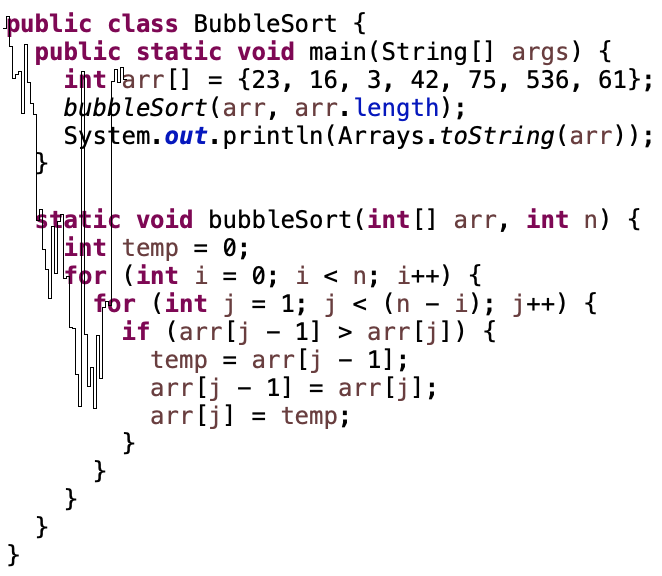 public class BubbleSort {
public static void main(String[] args) {
int arr[] = {23, 16, 3, 42, 75, 536, 61};
bubbleSort(arr, arr.length);
System.out.println(Arrays.toString(arr));
}
static void bubbleSort(int[] arr, int n) {
int temp = 0;
for (int i = 0; i < n; i++) {
for (int j = 1; j < (n - i); j++) {
if (arr[j - 1] > arr[j]) {
temp = arr[j - 1];
arr[j - 1] = arr[j];
arr[j] = temp;
}
}
}
}
}